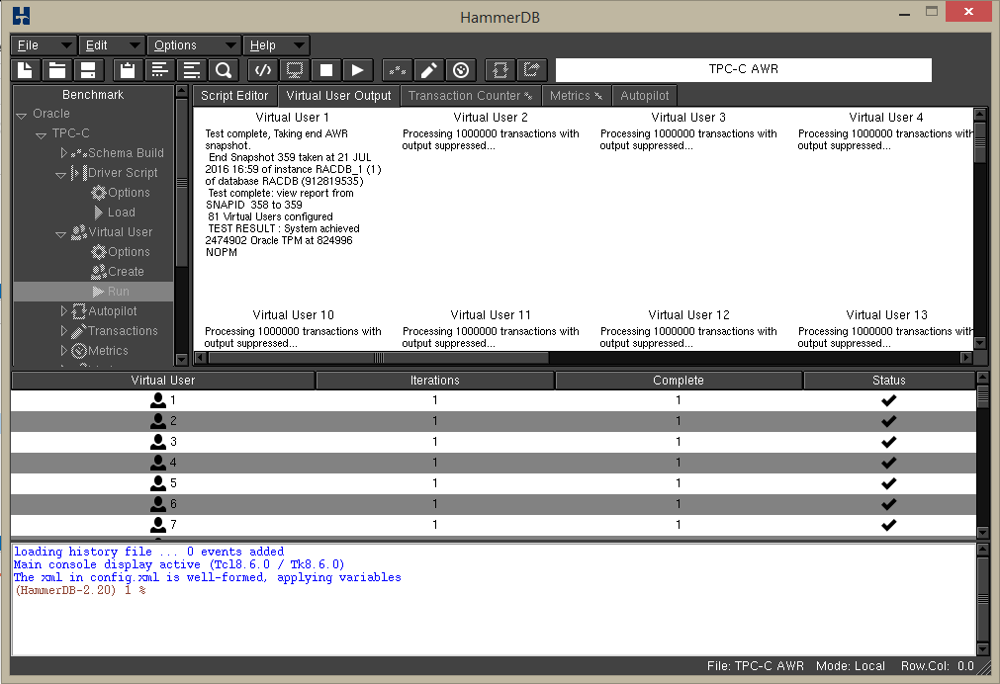 HammerDB
File Edit Options Help
TPC-C AWR
Benchmark
Oracle
TPC-C
Schema Build
Driver Script
Options
Load
Virtual User
Options
Create
Run
Autopilot
Transactions
Metrics
Script Editor Virtual User Output Transaction Counter Metrics Autopilot
Virtual User 1
Test complete, Taking end AWR
snapshot.
End Snapshot 359 taken at 21 JUL
2016 16:59 of instance RACDB_1 (1)
of database RACDB (912819535)
Test complete: view report from
SNAPID 358 to 359
81 Virtual Users configured
TEST RESULT : System achieved
2474902 Oracle TPM at 824996
NOPM
Virtual User 2
Processing 1000000 transactions with
output suppressed...
Virtual User 3
Processing 1000000 transactions with
output suppressed...
Virtual User 4
Processing 1000000 transactions with
output suppressed...
Virtual User 10
Processing 1000000 transactions with
output suppressed...
Virtual User 11
Processing 1000000 transactions with
output suppressed...
Virtual User 12
Processing 1000000 transactions with
output suppressed...
Virtual User 13
Processing 1000000 transactions with
output suppressed...
Virtual User Iterations Complete Status
1 1 1
2 1 1
3 1 1
4 1 1
5 1 1
6 1 1
7 1 1
loading history file ... 0 events added
Main console display active (Tcl8.6.0 / Tk8.6.0)
The xml in config.xml is well-formed, applying variables
(HammerDB-2.20) 1 %
File: TPC-C AWR Mode: Local Row.Col: 0.0